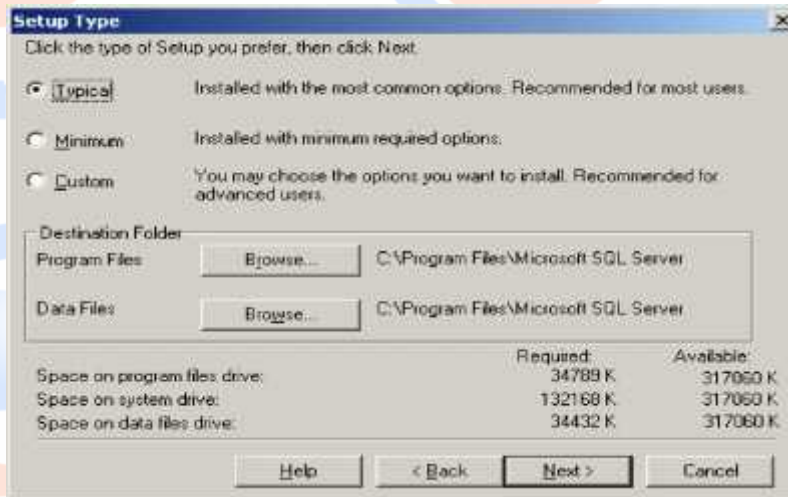 Setup Type
Click the type of Setup you prefer, then click Next.
Typical Installed with the most common options. Recommended for most users.
Minimum Installed with minimum required options.
Custom You may choose the options you want to install. Recommended for
advanced users.
Destination Folder
Program Files Browse... C:\Program Files\Microsoft SQL Server
Data Files Browse... C:\Program Files\Microsoft SQL Server
Required: Available:
Space on program files drive: 34789 K 317060 K
Space on system drive: 132168 K 317060 K
Space on data files drive: 34432 K 317060 K
Help < Back Next > Cancel